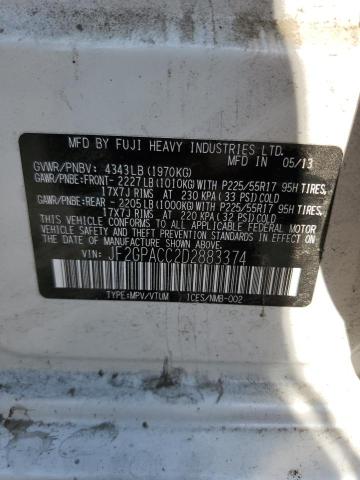 MFD BY FUJI HEAVY INDUSTRIES LTD.
IN 05/13
GVWR/PNBV: 4343LB (1970KG)
GAWR/PNBE:FRONT- 2227LB(1010KG)WITH P225/55R17 95H TIRES,
17X7J RIMS AT 230 KPA (33 PSI)COLD
GAWR/PNBE:REAR - 2205LB(1000KG)WITH P225/55R17 95H TIRES,
17X7J RIMS AT 220 KPA (32 PSI)COLD
THIS VEHICLE CONFORMS TO ALL APPLICABLE
FEDERAL MOTOR VEHICLE SAFETY STANDARDS
IN EFFECT ON THE DATE OF MANUFACTURE
SHOWN ABOVE.
VIN: JF2GPACC2D2883374
TYPE:MPV/VTUM ICES/NMB-002